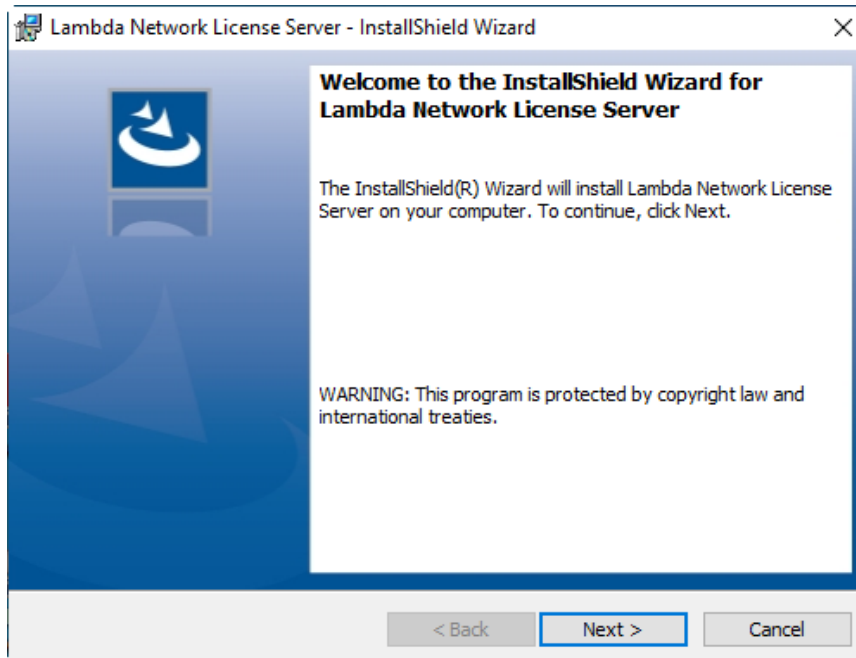 Lambda Network License Server - InstallShield Wizard
Welcome to the InstallShield Wizard for
Lambda Network License Server
The InstallShield(R) Wizard will install Lambda Network License
Server on your computer. To continue, click Next.
WARNING: This program is protected by copyright law and
international treaties.
< Back
Next >
Cancel